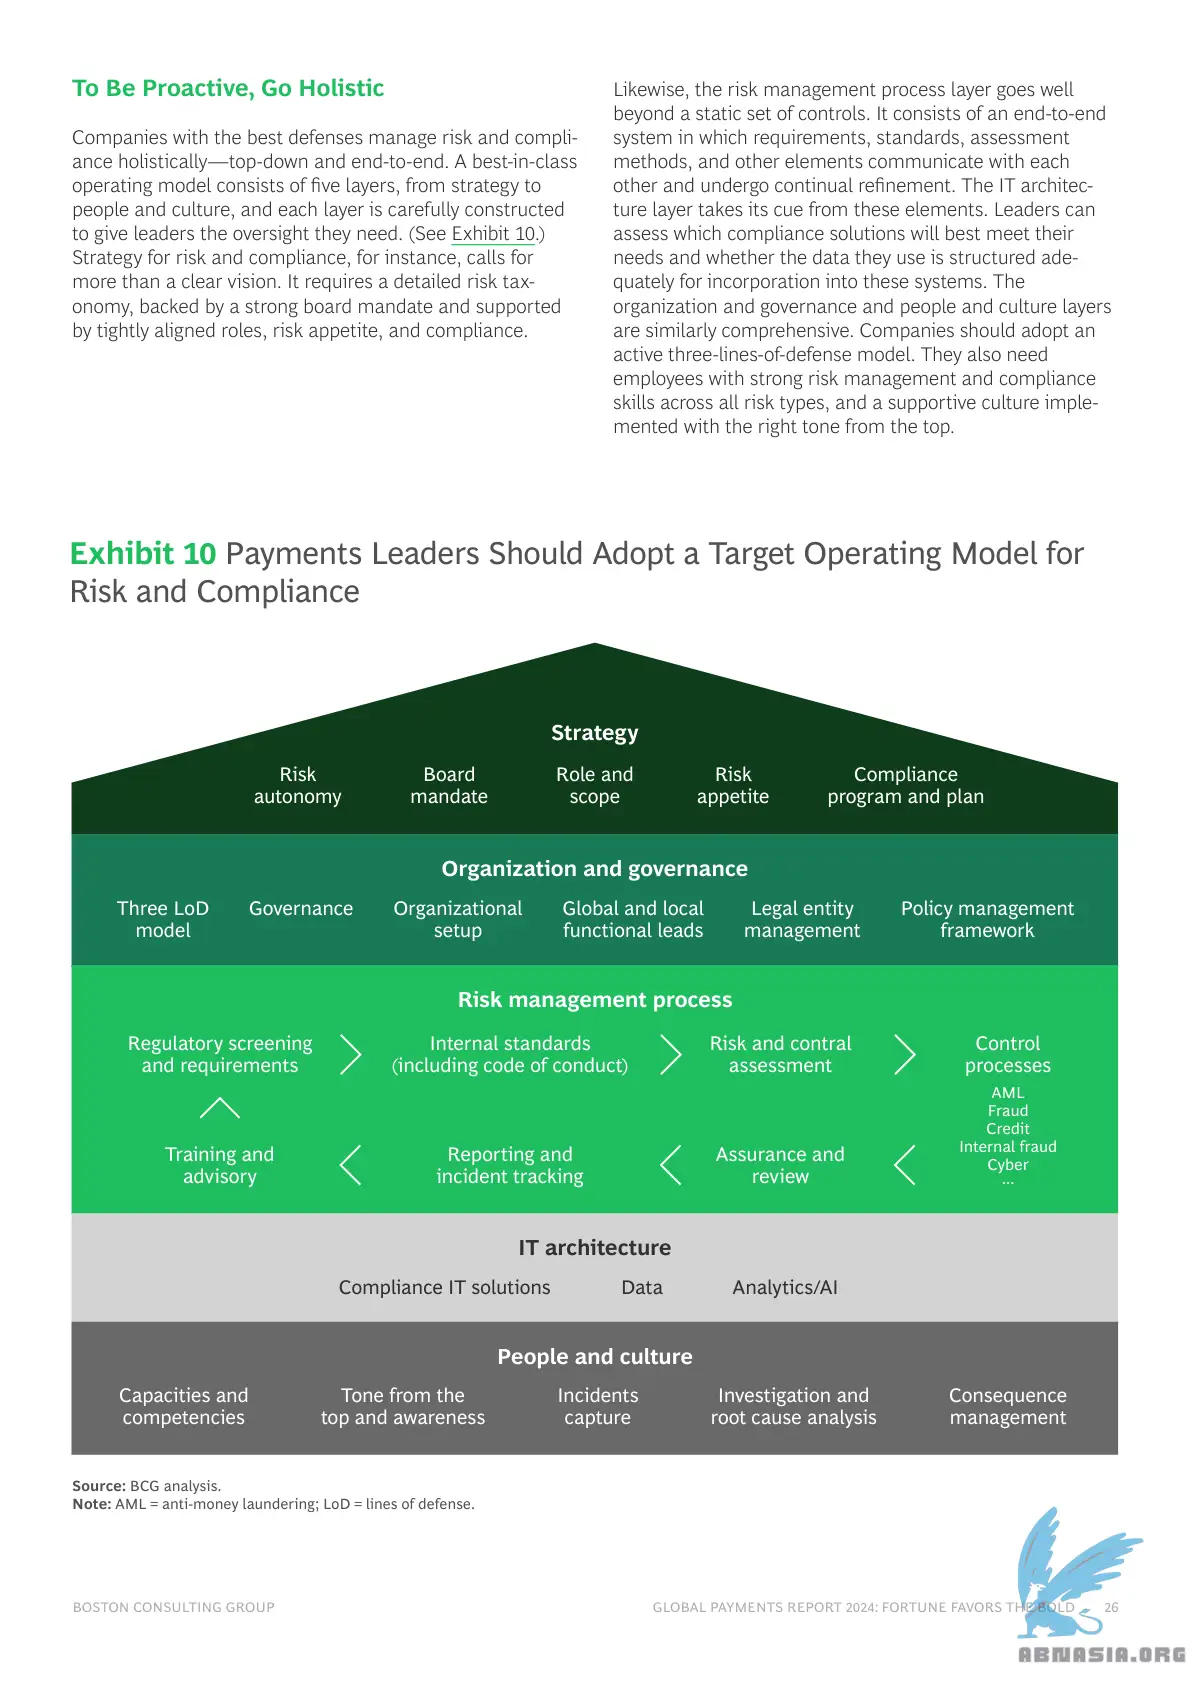 To Be Proactive, Go Holistic
Companies with the best defenses manage risk and compli-
ance holistically—top-down and end-to-end. A best-in-class
operating model consists of five layers, from strategy to
people and culture, and each layer is carefully constructed
to give leaders the oversight they need. (See Exhibit 10.)
Strategy for risk and compliance, for instance, calls for
more than a clear vision. It requires a detailed risk tax-
onomy, backed by a strong board mandate and supported
by tightly aligned roles, risk appetite, and compliance.
Likewise, the risk management process layer goes well
beyond a static set of controls. It consists of an end-to-end
system in which requirements, standards, assessment
methods, and other elements communicate with each
other and undergo continual refinement. The IT architec-
ture layer takes its cue from these elements. Leaders can
assess which compliance solutions will best meet their
needs and whether the data they use is structured ade-
quately for incorporation into these systems. The
organization and governance and people and culture layers
are similarly comprehensive. Companies should adopt an
active three-lines-of-defense model. They also need
employees with strong risk management and compliance
skills across all risk types, and a supportive culture imple-
mented with the right tone from the top.
Exhibit 10 Payments Leaders Should Adopt a Target Operating Model for
Risk and Compliance
Strategy
Risk
autonomy
Board
mandate
Role and
scope
Risk
appetite
Compliance
program and plan
Organization and governance
Three LoD
model
Governance
Organizational
setup
Global and local
functional leads
Legal entity
management
Policy management
framework
Risk management process
Regulatory screening
and requirements
Internal standards
(including code of conduct)
Risk and contral
assessment
Control
processes
AML
Fraud
Credit
Internal fraud
Cyber
...
Training and
advisory
Reporting and
incident tracking
Assurance and
review
IT architecture
Compliance IT solutions
Data
Analytics/AI
People and culture
Capacities and
competencies
Tone from the
top and awareness
Incidents
capture
Investigation and
root cause analysis
Consequence
management
Source: BCG analysis.
Note: AML = anti-money laundering; LoD = lines of defense.
BOSTON CONSULTING GROUP
GLOBAL PAYMENTS REPORT 2024: FORTUNE FAVORS THE BOLD 26
ABNASIA.ORG